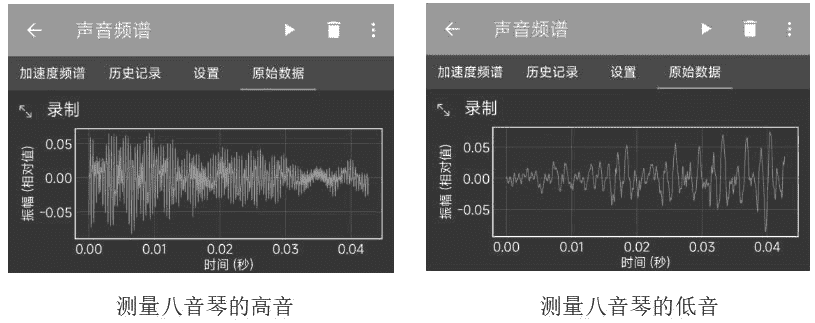 声音频谱
加速度频谱 历史记录 设置 原始数据
录制
振幅 (相对值)
0.05
0.00
-0.05
0.00 0.01 0.02 0.03 0.04
时间 (秒)
测量八音琴的高音
声音频谱
加速度频谱 历史记录 设置 原始数据
录制
振幅 (相对值)
0.05
0.00
-0.05
0.00 0.01 0.02 0.03 0.04
时间 (秒)
测量八音琴的低音